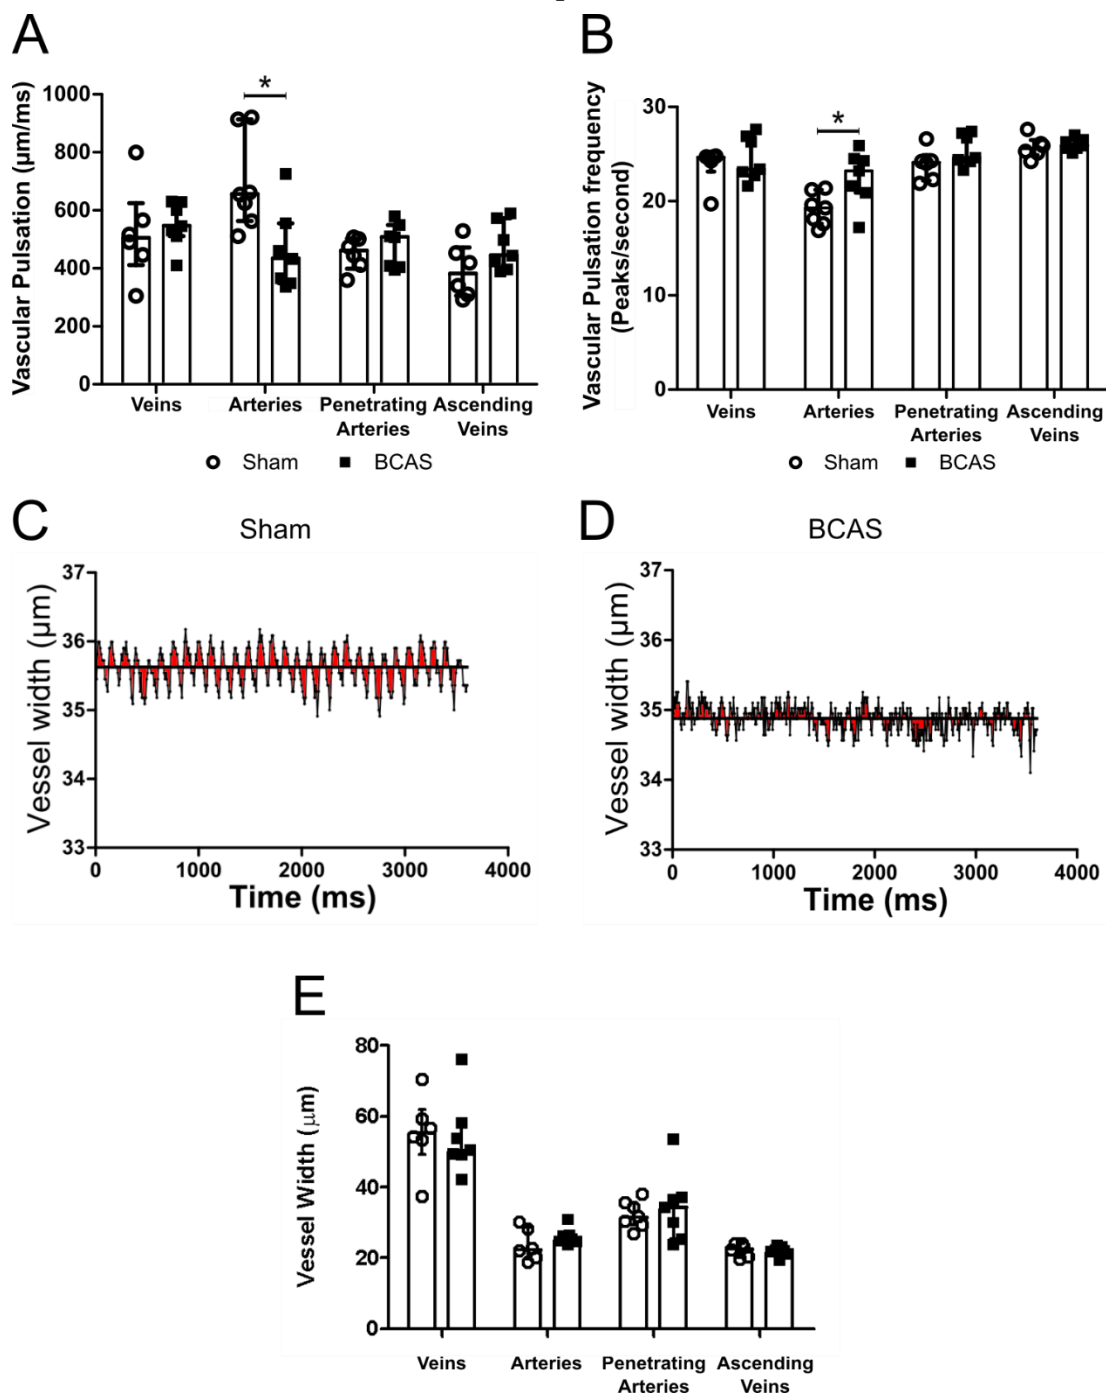 A
Vascular Pulsation (µm/ms)
1000
800
600
400
200
0
*
Veins
Arteries
Penetrating
Arteries
Ascending
Veins
Sham
BCAS
B
Vascular Pulsation frequency
(Peaks/second)
30
20
10
0
*
Veins
Arteries
Penetrating
Arteries
Ascending
Veins
Sham
BCAS
C
Sham
Vessel width (µm)
37
36
35
34
33
0
1000
2000
3000
4000
Time (ms)
D
BCAS
Vessel width (µm)
37
36
35
34
33
0
1000
2000
3000
4000
Time (ms)
E
Vessel Width (µm)
80
60
40
20
0
Veins
Arteries
Penetrating
Arteries
Ascending
Veins